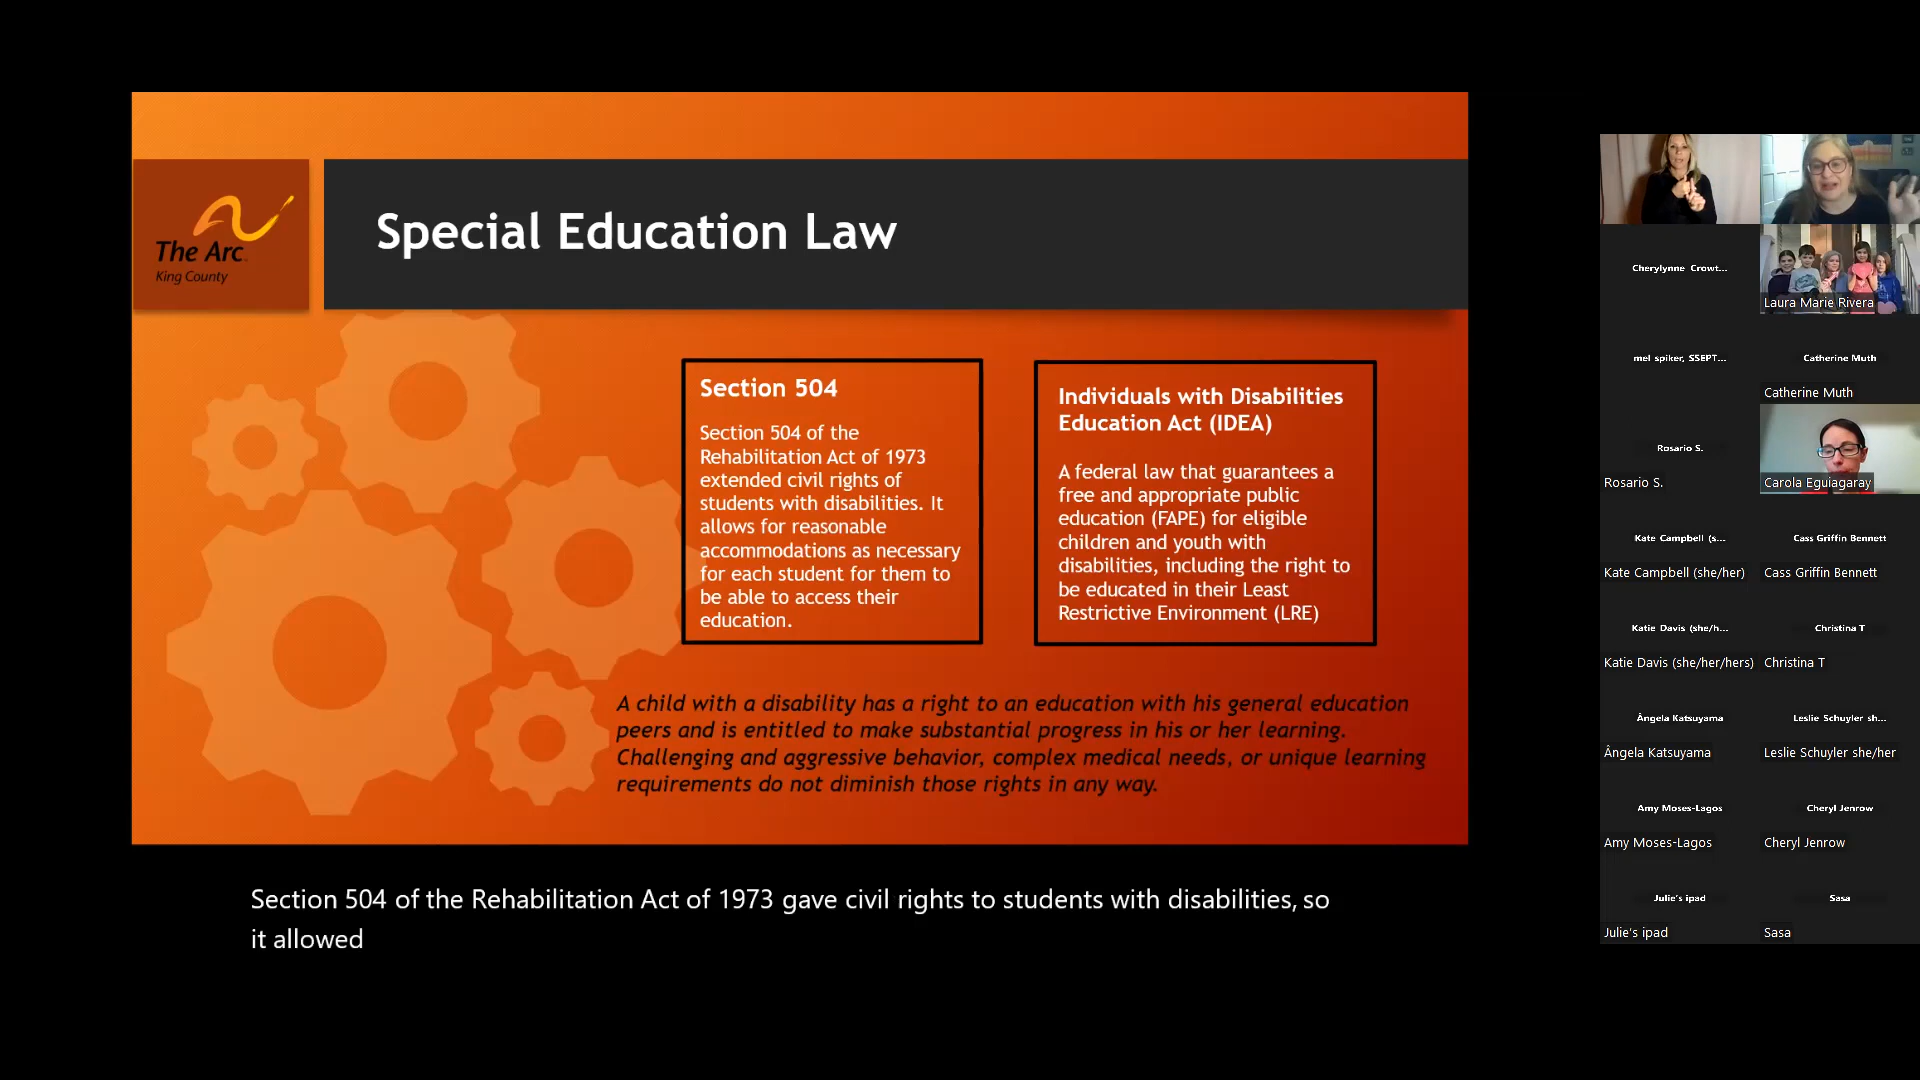 The Arc
King County
Special Education Law
Section 504
Section 504 of the
Rehabilitation Act of 1973
extended civil rights of
students with disabilities. It
allows for reasonable
accommodations as necessary
for each student for them to
be able to access their
education.
Individuals with Disabilities
Education Act (IDEA)
A federal law that guarantees a
free and appropriate public
education (FAPE) for eligible
children and youth with
disabilities, including the right to
be educated in their Least
Restrictive Environment (LRE)
A child with a disability has a right to an education with his general education
peers and is entitled to make substantial progress in his or her learning.
Challenging and aggressive behavior, complex medical needs, or unique learning
requirements do not diminish those rights in any way.
Section 504 of the Rehabilitation Act of 1973 gave civil rights to students with disabilities, so
it allowed
Cherylynne Crowt...
Laura Marie Rivera
mel spiker, SSEPT...
Catherine Muth
Catherine Muth
Rosario S.
Rosario S.
Carola Eguiagaray
Kate Campbell (s...
Cass Griffin Bennett
Kate Campbell (she/her)
Cass Griffin Bennett
Katie Davis (she/h...
Christina T
Katie Davis (she/her/hers)
Christina T
Ângela Katsuyama
Leslie Schuyler sh...
Ângela Katsuyama
Leslie Schuyler she/her
Amy Moses-Lagos
Cheryl Jenrow
Amy Moses-Lagos
Cheryl Jenrow
Julie's ipad
Sasa
Julie's ipad
Sasa